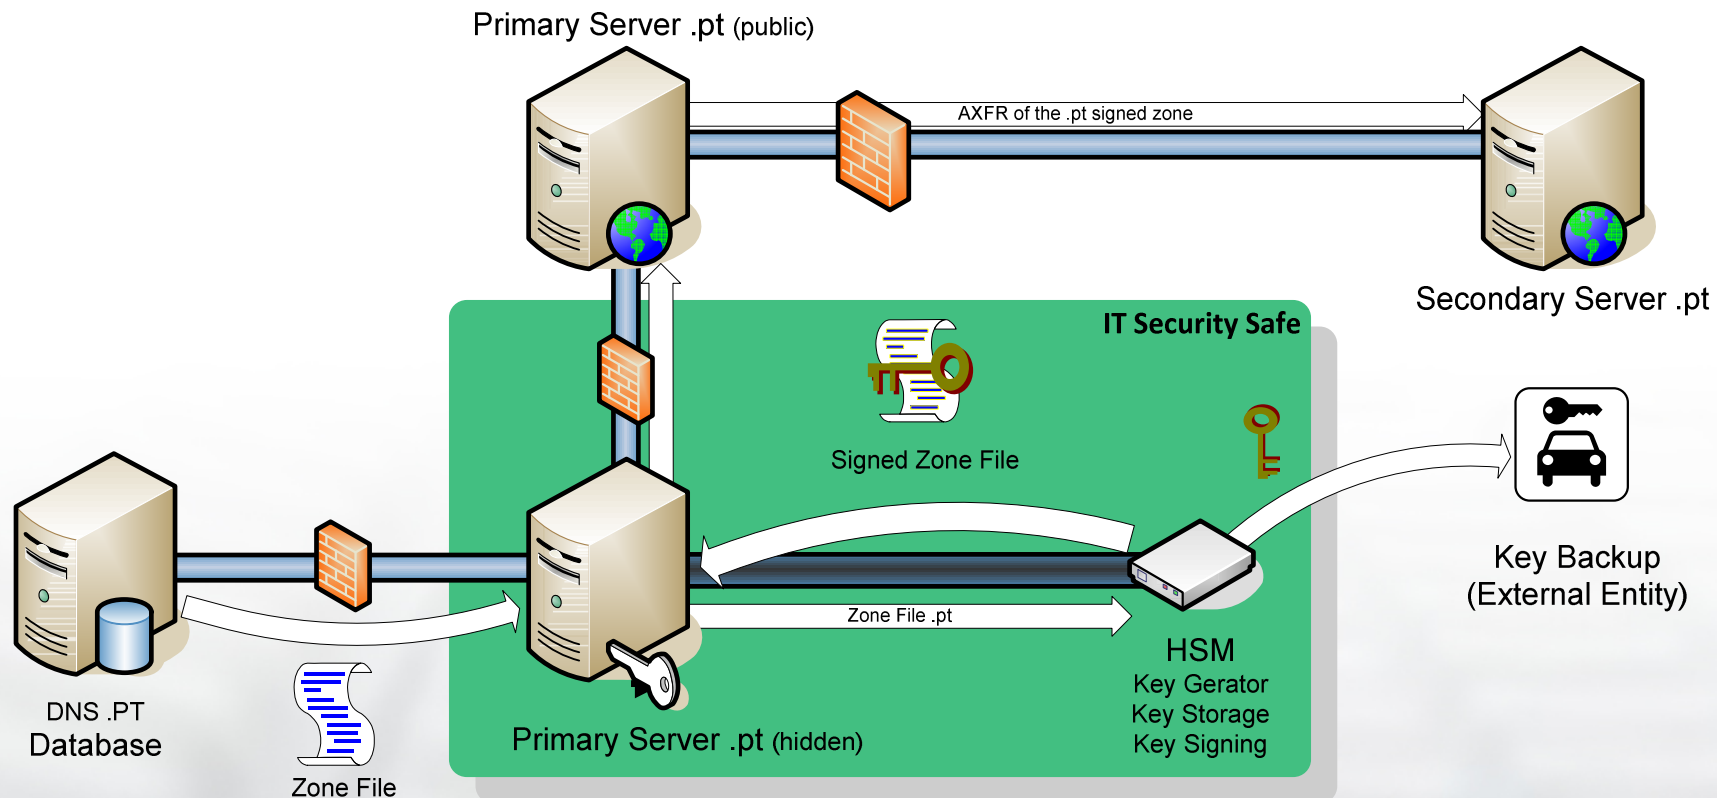 Primary Server .pt (public)
AXFR of the .pt signed zone
Secondary Server .pt
IT Security Safe
Signed Zone File
Key Backup
(External Entity)
Zone File .pt
HSM
Key Gerator
Key Storage
Key Signing
DNS .PT
Database
Primary Server .pt (hidden)
Zone File